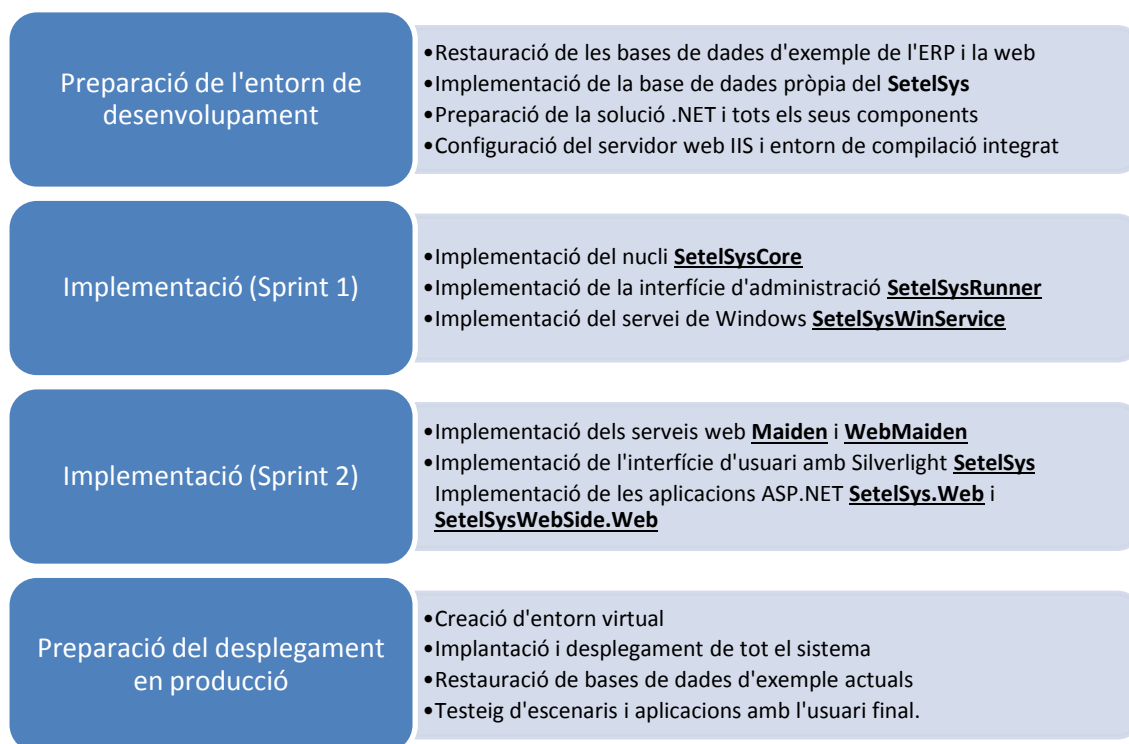 Preparació de l'entorn de
desenvolupament
•Restauració de les bases de dades d'exemple de l'ERP i la web
•Implementació de la base de dades pròpia del SetelSys
•Preparació de la solució .NET i tots els seus components
•Configuració del servidor web IIS i entorn de compilació integrat
Implementació (Sprint 1)
•Implementació del nucli SetelSysCore
•Implementació de la interfície d'administració SetelSysRunner
•Implementació del servei de Windows SetelSysWinService
Implementació (Sprint 2)
•Implementació dels serveis web Maiden i WebMaiden
•Implementació de l'interfície d'usuari amb Silverlight SetelSys
Implementació de les aplicacions ASP.NET SetelSys.Web i
SetelSysWebSide.Web
Preparació del desplegament
en producció
•Creació d'entorn virtual
•Implantació i desplegament de tot el sistema
•Restauració de bases de dades d'exemple actuals
•Testeig d'escenaris i aplicacions amb l'usuari final.